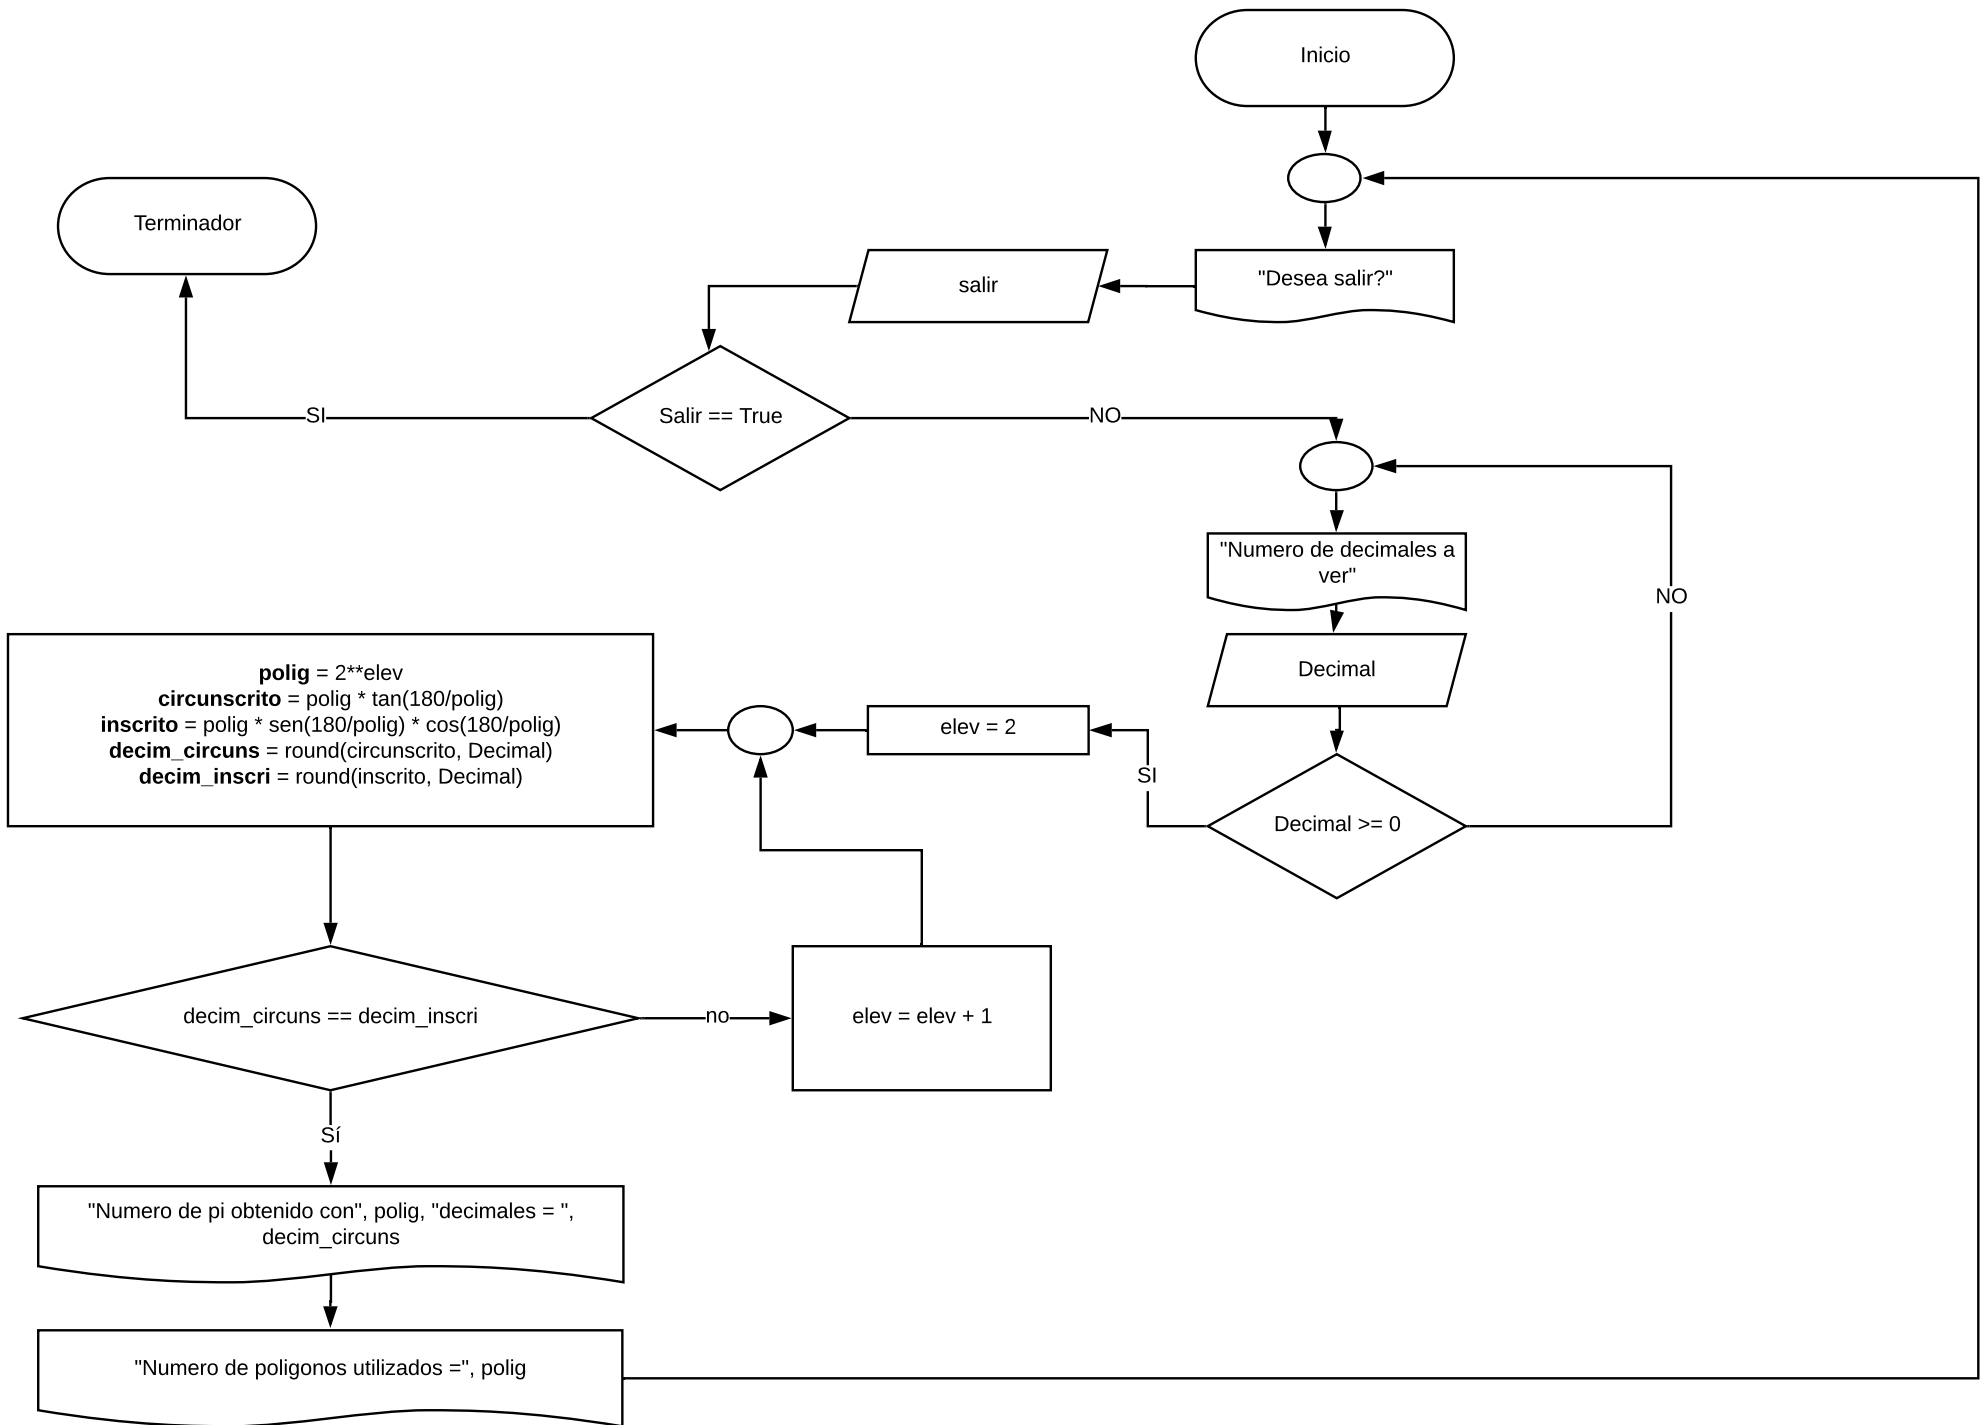 Inicio
"Desea salir?"
salir
Terminador
Salir == True
SI
NO
"Numero de decimales a
ver"
Decimal
Decimal >= 0
NO
SI
elev = 2
polig = 2**elev
circunscrito = polig * tan(180/polig)
inscrito = polig * sen(180/polig) * cos(180/polig)
decim_circuns = round(circunscrito, Decimal)
decim_inscri = round(inscrito, Decimal)
decim_circuns == decim_inscri
no
elev = elev + 1
Sí
"Numero de pi obtenido con", polig, "decimales = ",
decim_circuns
"Numero de poligonos utilizados =", polig